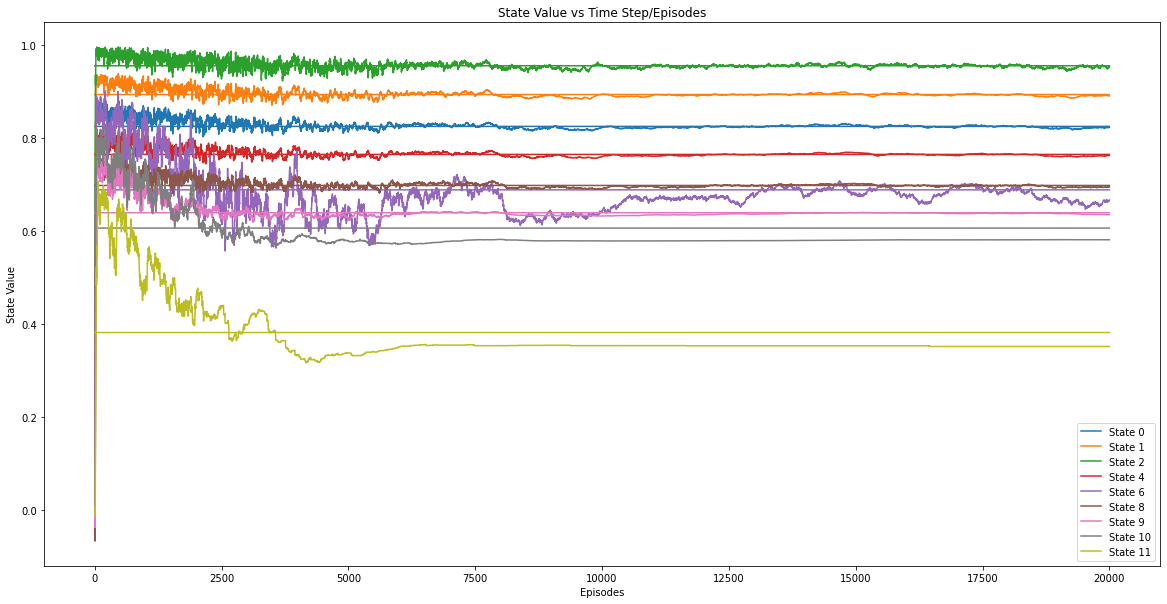 State Value vs Time Step/Episodes
State Value
1.0
0.8
0.6
0.4
0.2
0.0
0
2500
5000
7500
10000
12500
15000
17500
20000
Episodes
State 0
State 1
State 2
State 4
State 6
State 8
State 9
State 10
State 11